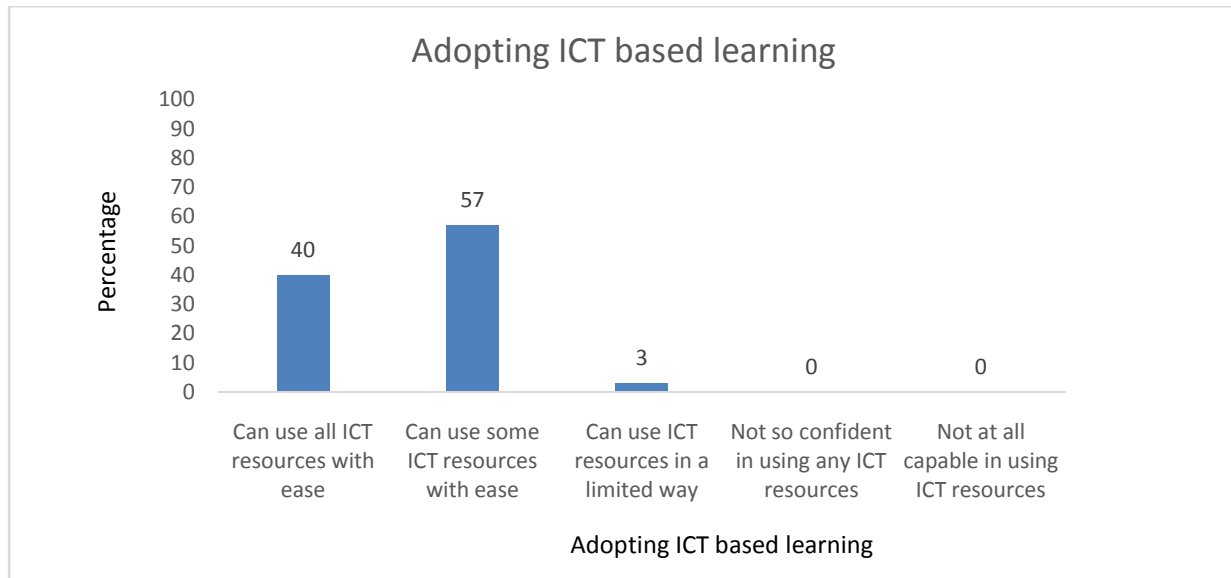 Adopting ICT based learning
Percentage
100
90
80
70
60
50
40
30
20
10
0
40
57
3
0
0
Can use all ICT
resources with
ease
Can use some
ICT resources
with ease
Can use ICT
resources in a
limited way
Not so confident
in using any ICT
resources
Not at all
capable in using
ICT resources
Adopting ICT based learning